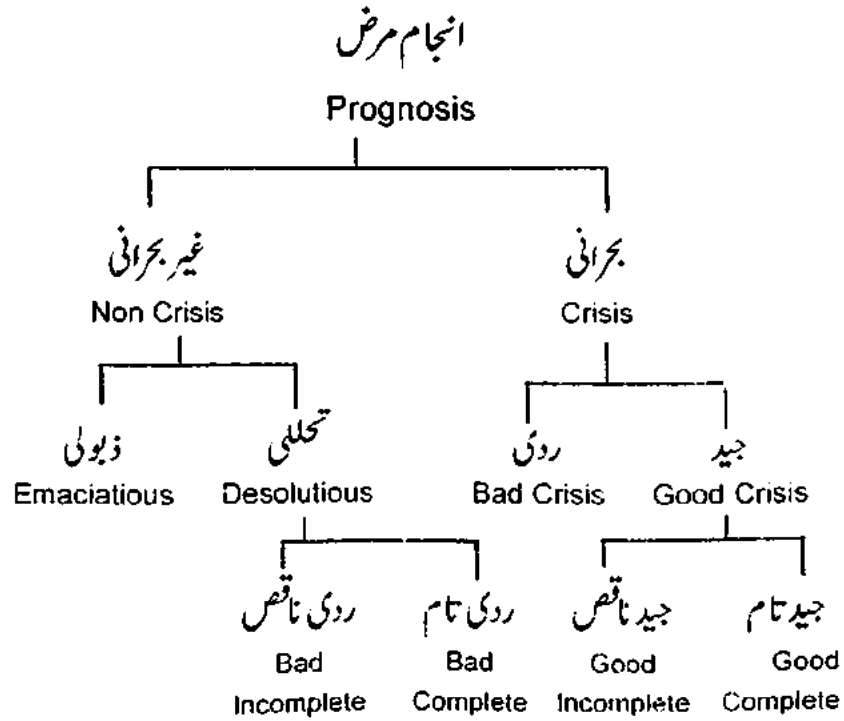 انجام مرض
Prognosis
غیر بحرانی
بحرانی
Non Crisis
Crisis
ذبولی
تحللی
ردی
جید
Emaciatious
Desolutious
Bad Crisis
Good Crisis
ردی ناقص
ردی تام
جید ناقص
جید تام
Bad
Incomplete
Bad
Complete
Good
Incomplete
Good
Complete